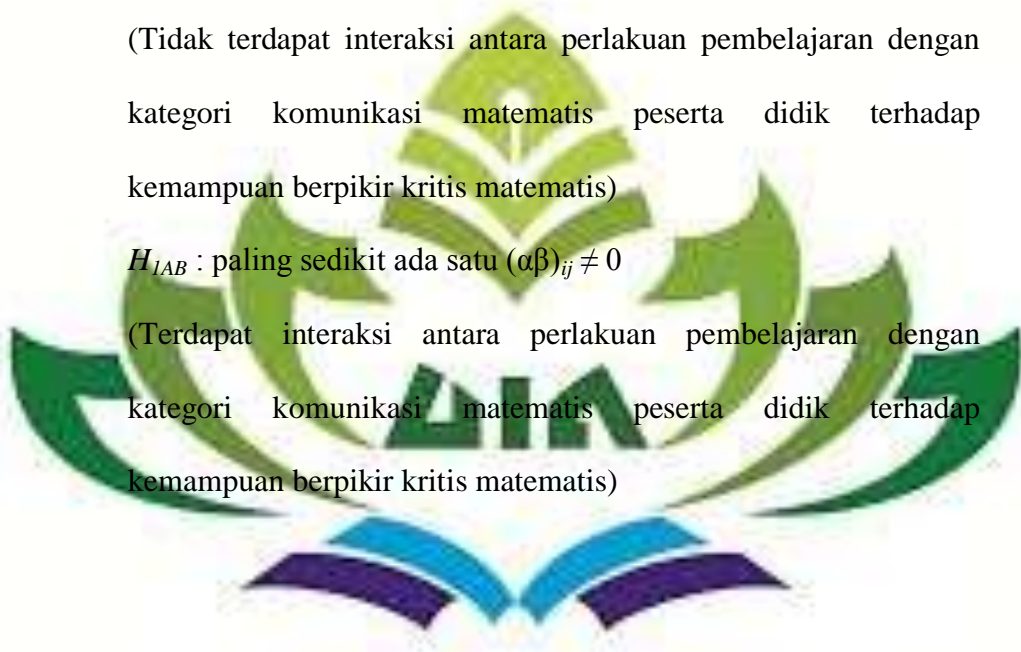 (Tidak terdapat interaksi antara perlakuan pembelajaran dengan
kategori komunikasi matematis peserta didik terhadap
kemampuan berpikir kritis matematis)
H1AB : paling sedikit ada satu (αβ)ij ≠ 0
(Terdapat interaksi antara perlakuan pembelajaran dengan
kategori komunikasi matematis peserta didik terhadap
kemampuan berpikir kritis matematis)